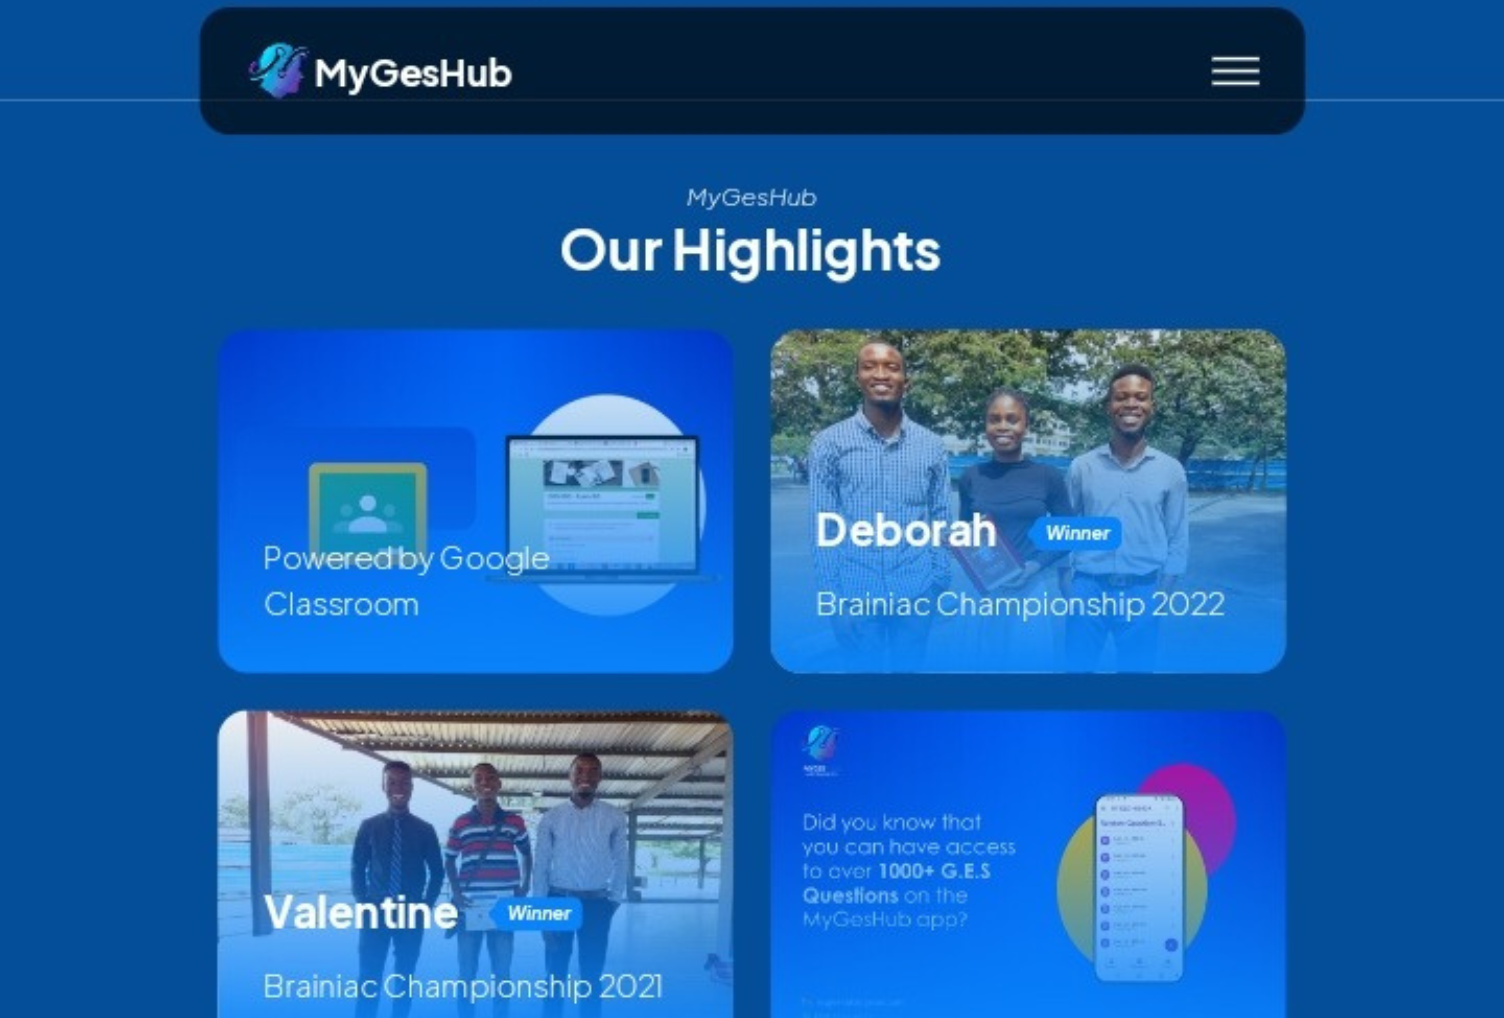 MyGesHub
MyGesHub
Our Highlights
Powered by Google
Classroom
Deborah
Winner
Brainiac Championship 2022
Valentine
Winner
Brainiac Championship 2021
Did you know that
you can have access
to over 1000+ G.E.S
Questions on the
MyGesHub app?